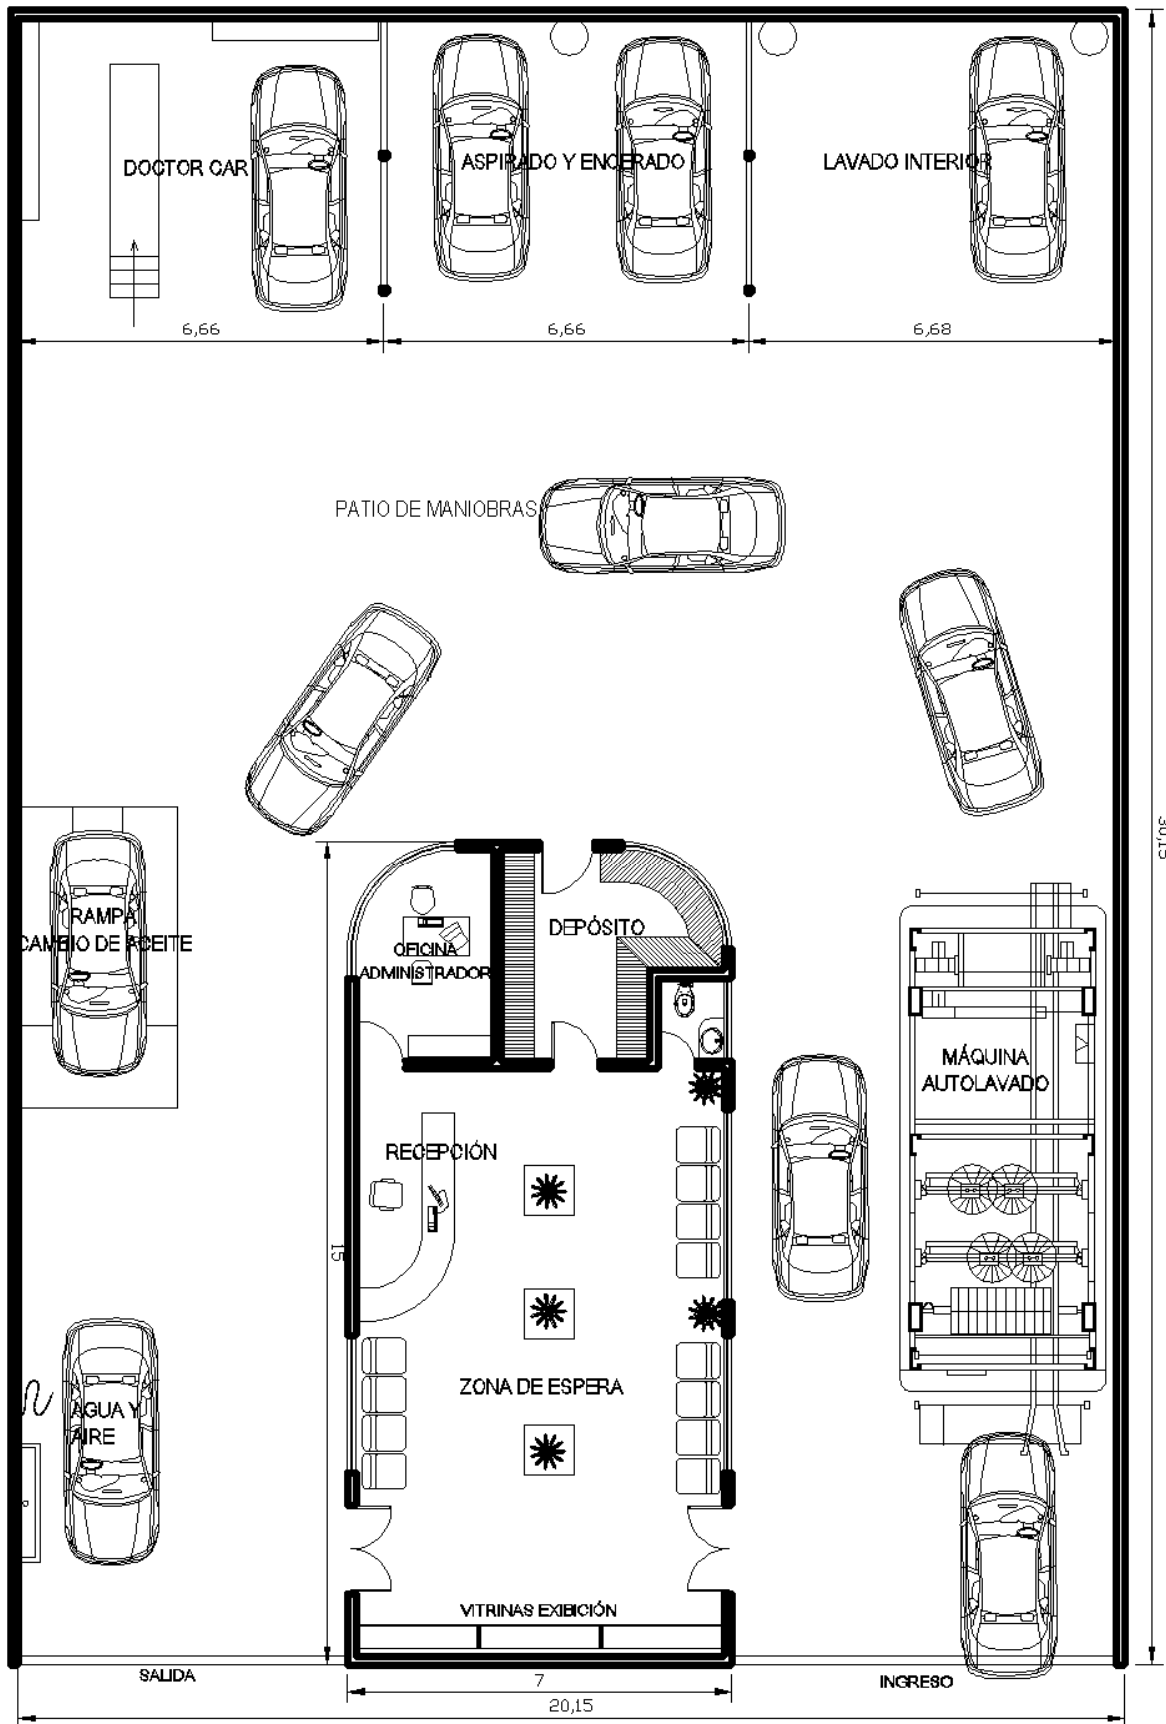 DOCTOR CAR
ASPIRADO Y ENCERADO
LAVADO INTERIOR
6,66
6,66
6,68
PATIO DE MANIOBRAS
30,15
RAMPA
CAMBIO DE ACEITE
OFICINA
ADMINISTRADOR
DEPÓSITO
MÁQUINA
AUTOLAVADO
RECEPCIÓN
15
ZONA DE ESPERA
AGUA Y
AIRE
VITRINAS EXIBICIÓN
SALIDA
INGRESO
7
20,15